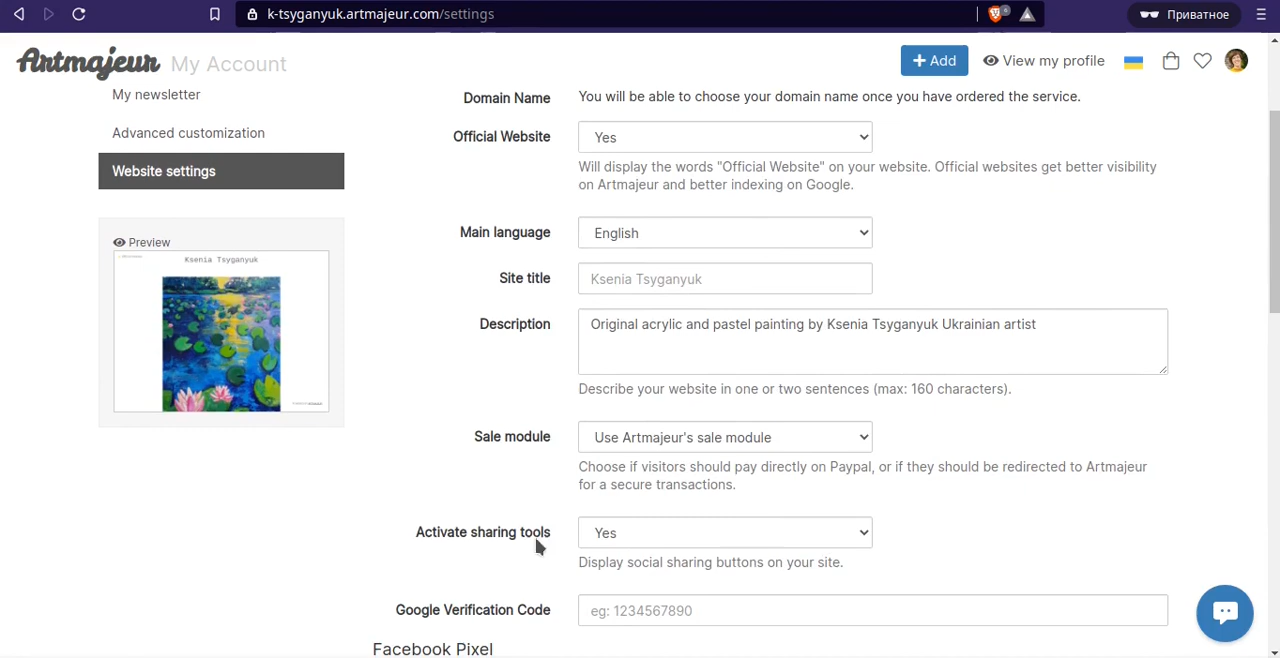 k-tsyganyuk.artmajeur.com/settings
Приватное
Artmajeur My Account
+ Add
View my profile
My newsletter
Advanced customization
Website settings
Preview
Ksenia Tsyganyuk
Domain Name
You will be able to choose your domain name once you have ordered the service.
Official Website
Yes
Will display the words "Official Website" on your website. Official websites get better visibility
on Artmajeur and better indexing on Google.
Main language
English
Site title
Ksenia Tsyganyuk
Description
Original acrylic and pastel painting by Ksenia Tsyganyuk Ukrainian artist
Describe your website in one or two sentences (max: 160 characters).
Sale module
Use Artmajeur's sale module
Choose if visitors should pay directly on Paypal, or if they should be redirected to Artmajeur
for a secure transactions.
Activate sharing tools
Yes
Display social sharing buttons on your site.
Google Verification Code
eg: 1234567890
Facebook Pixel